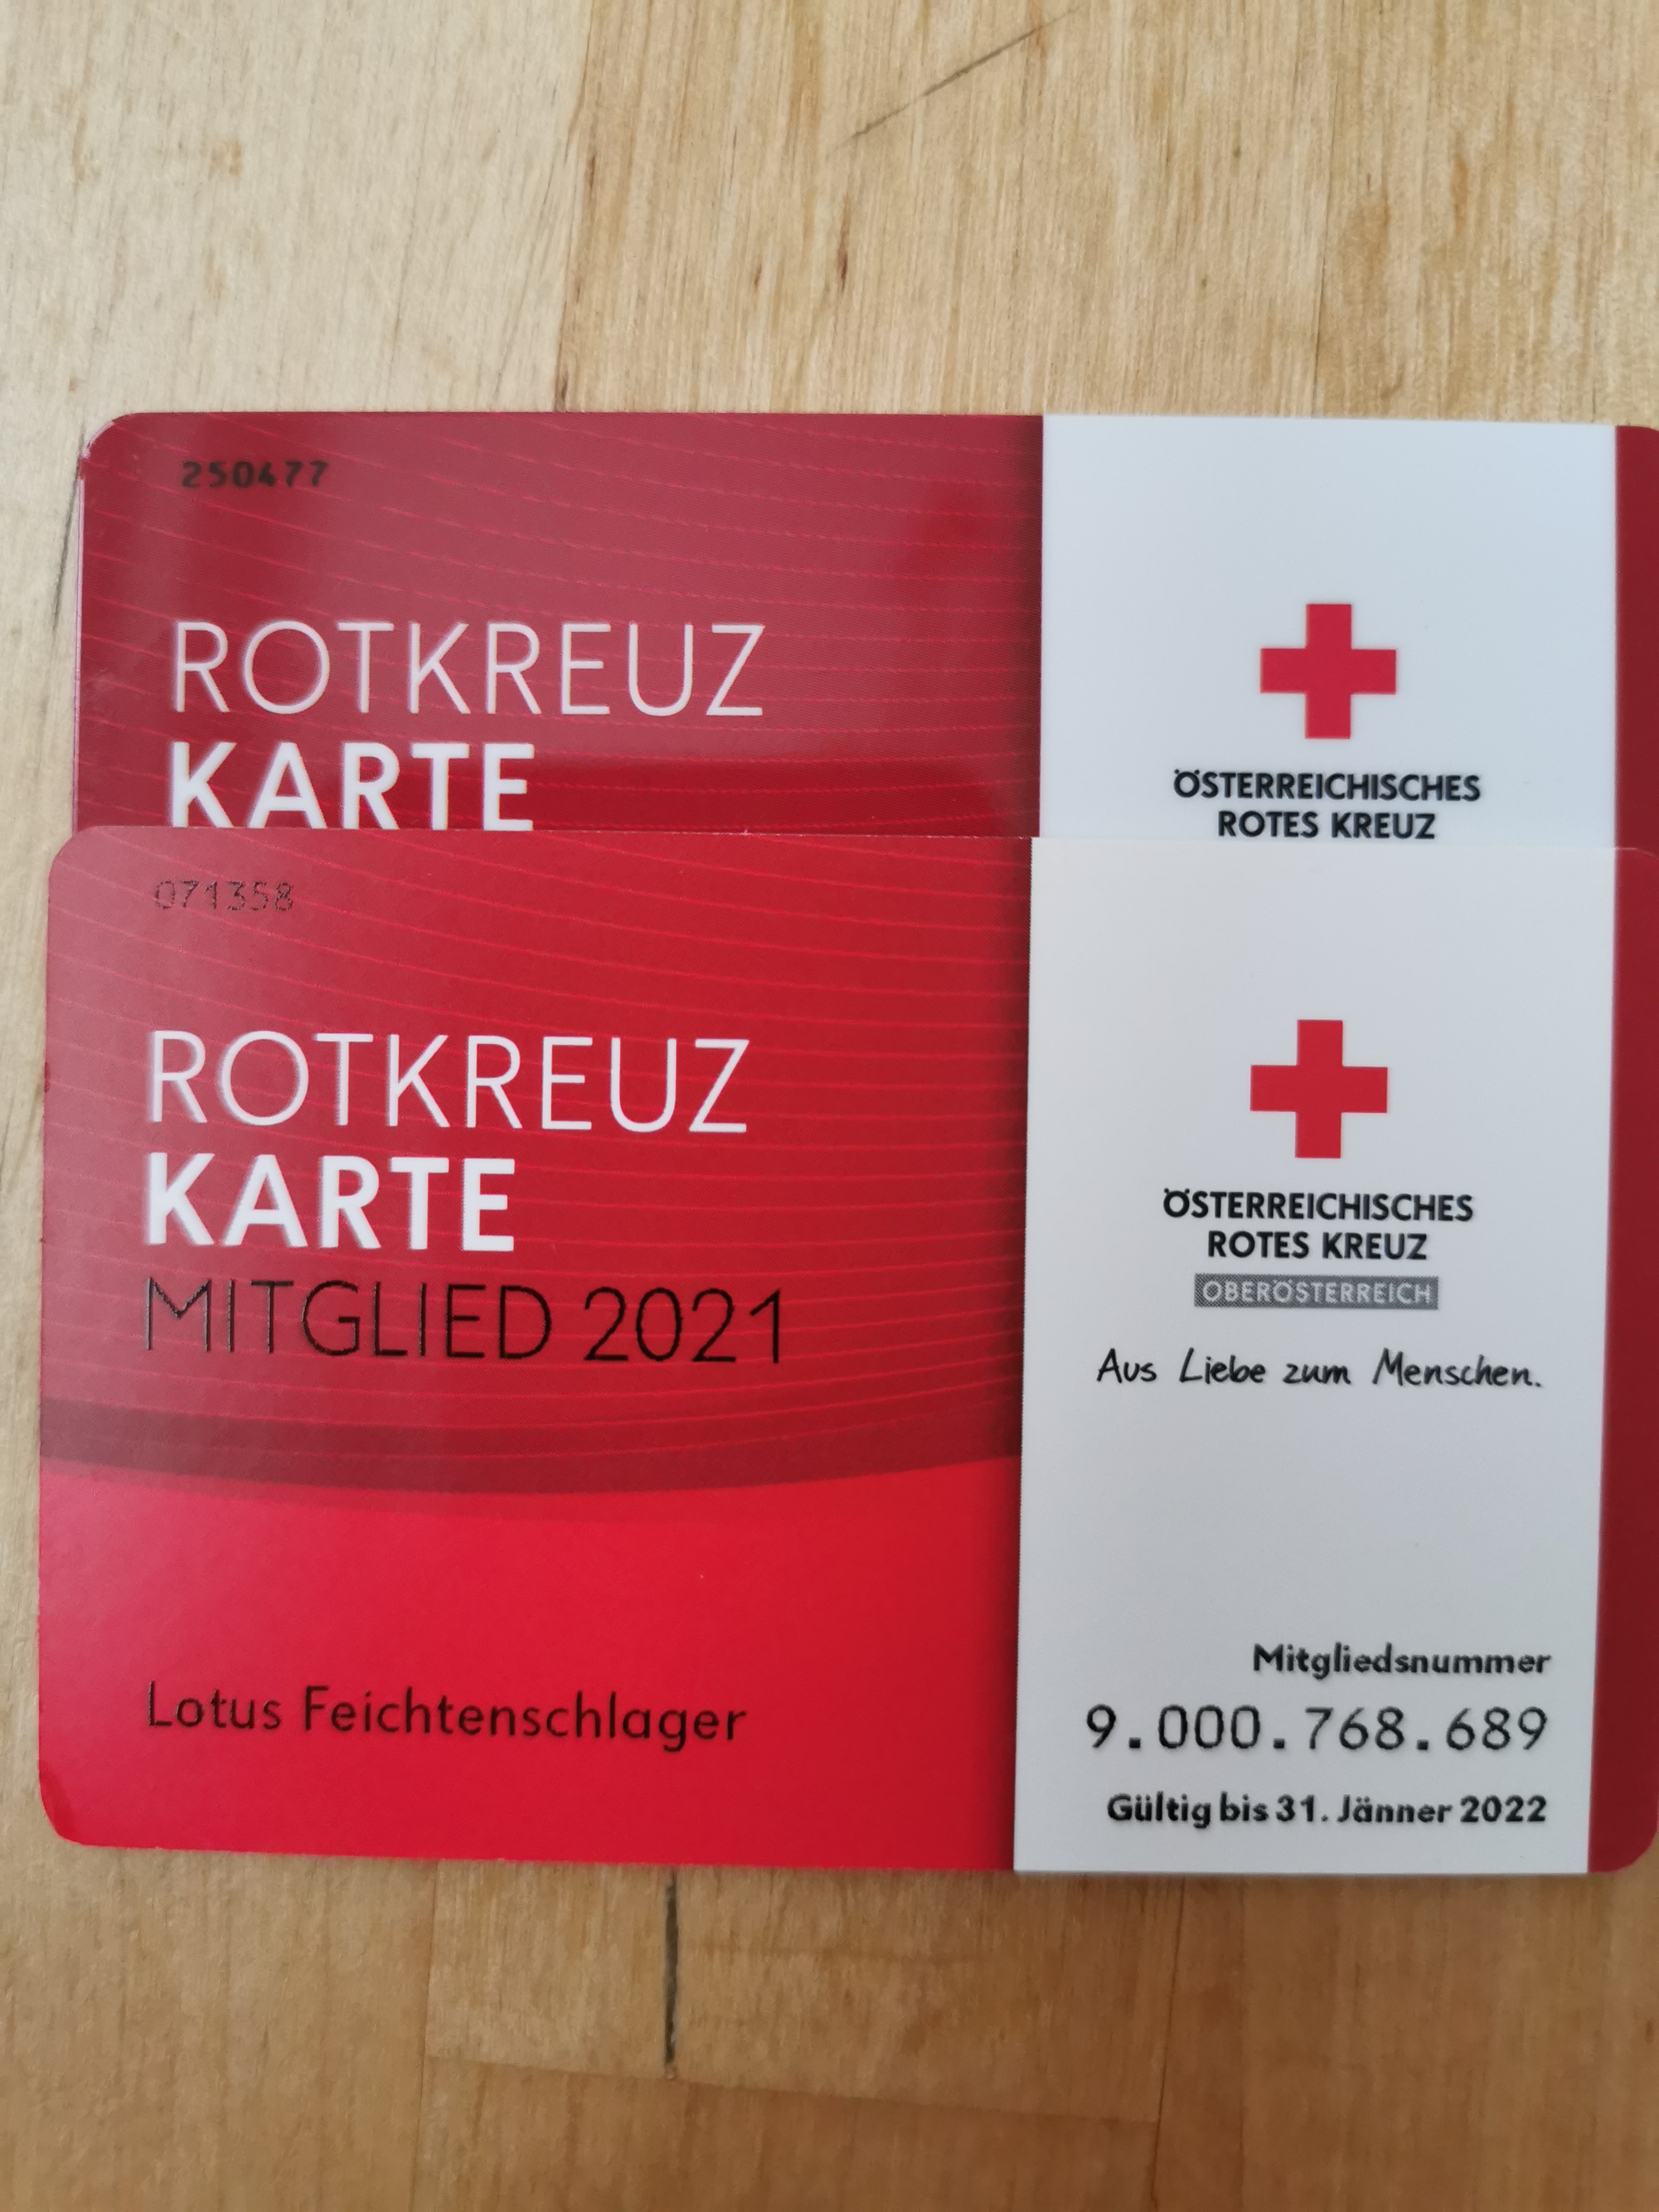 250477
ROTKREUZ
KARTE
ÖSTERREICHISCHES
ROTES KREUZ
071358
ROTKREUZ
KARTE
MITGLIED 2021
Lotus Feichtenschlager
ÖSTERREICHISCHES
ROTES KREUZ
OBERÖSTERREICH
Aus Liebe zum Menschen.
Mitgliedsnummer
9.000.768.689
Gültig bis 31. Jänner 2022